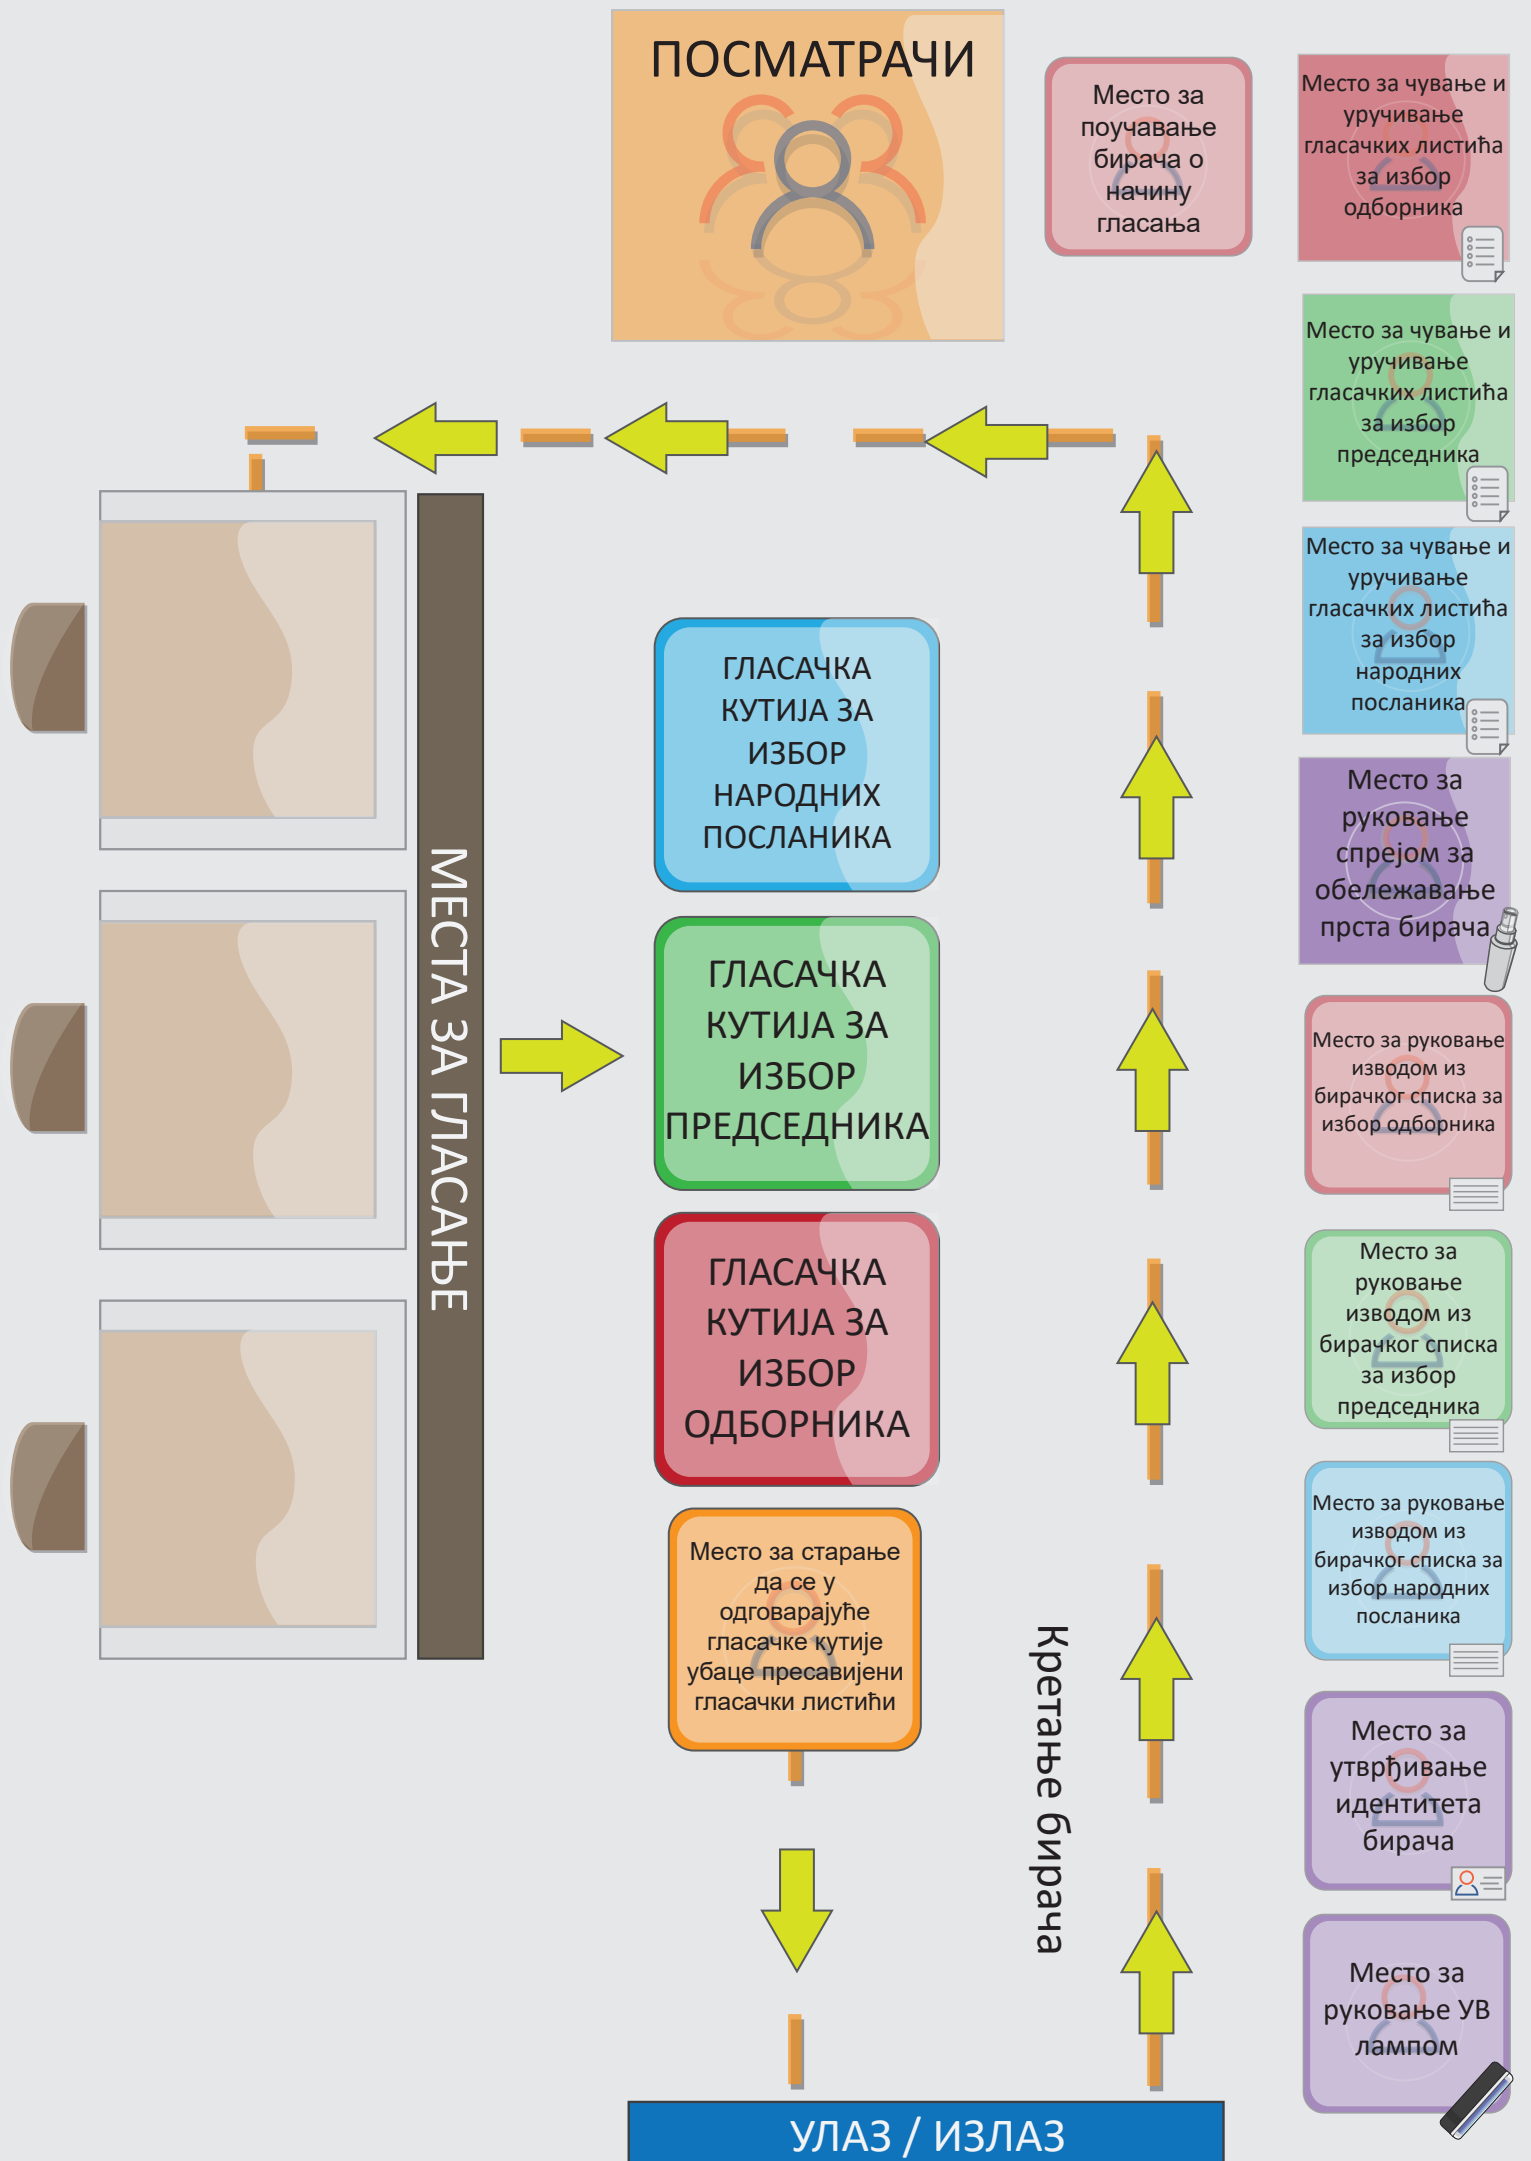 ПОСМАТРАЧИ
Место за
поучавање
бирача о
начину
гласања
Место за чување и
уручивање
гласачких листића
за избор
одборника
Место за чување и
уручивање
гласачких листића
за избор
председника
Место за чување и
уручивање
гласачких листића
за избор
народних
посланика
Место за
руковање
спрејом за
обележавање
прста бирача
Место за руковање
изводом из
бирачког списка за
избор одборника
Место за
руковање
изводом из
бирачког списка
за избор
председника
Место за руковање
изводом из
бирачког списка за
избор народних
посланика
Место за
утврђивање
идентитета
бирача
Место за
руковање УВ
лампом
МЕСТА ЗА ГЛАСАЊЕ
ГЛАСАЧКА
КУТИЈА ЗА
ИЗБОР
НАРОДНИХ
ПОСЛАНИКА
ГЛАСАЧКА
КУТИЈА ЗА
ИЗБОР
ПРЕДСЕДНИКА
ГЛАСАЧКА
КУТИЈА ЗА
ИЗБОР
ОДБОРНИКА
Место за старање
да се у
одговарајуће
гласачке кутије
убаце пресавијени
гласачки листићи
Кретање бирача
УЛАЗ / ИЗЛАЗ